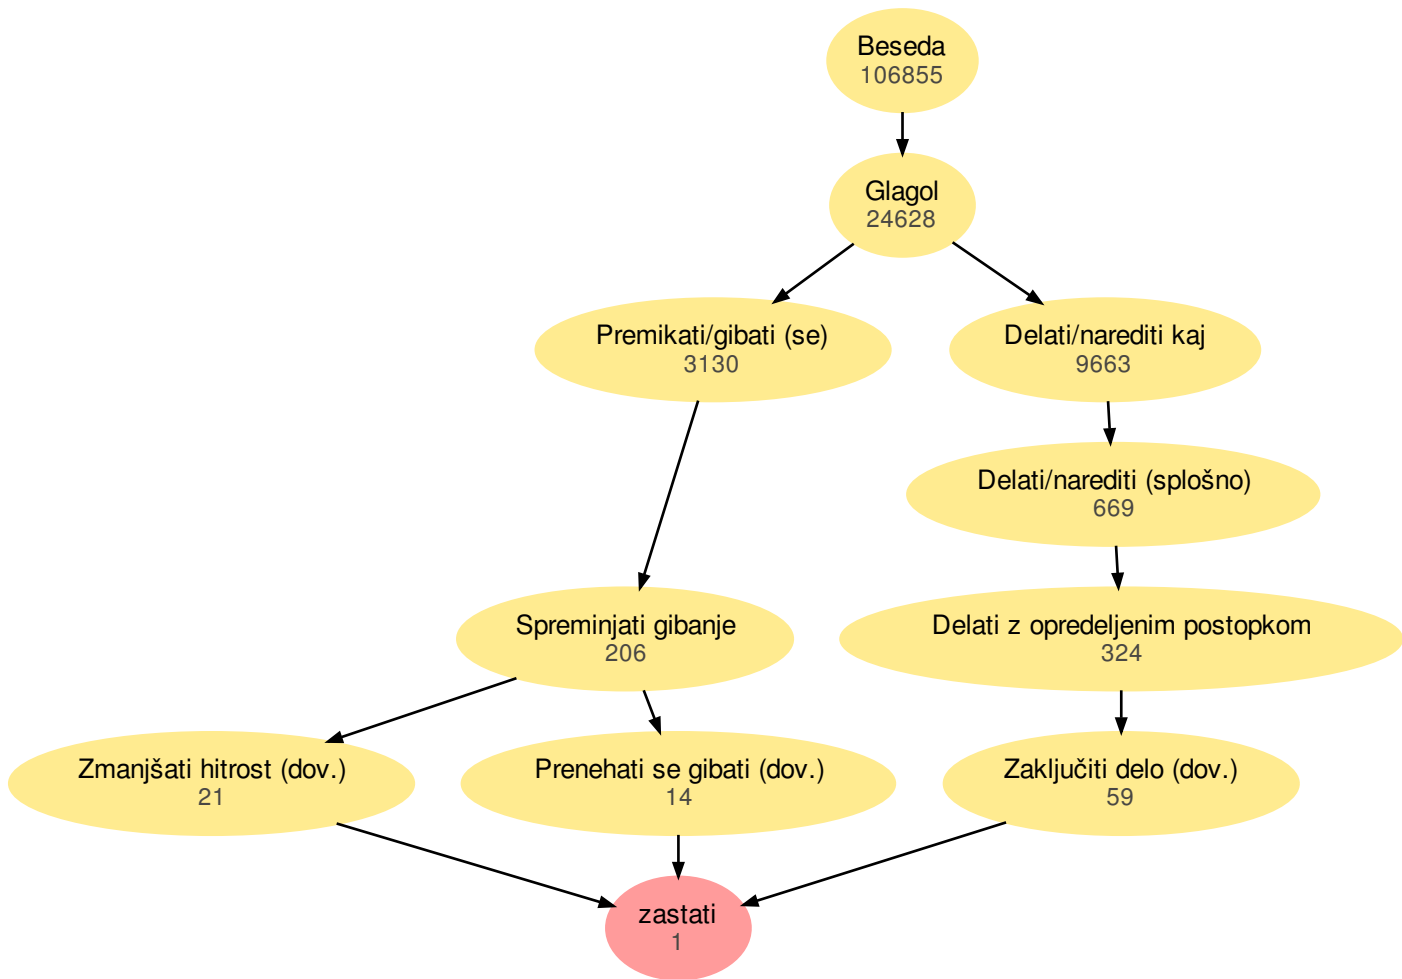 Beseda
106855
Glagol
24628
Premikati/gibati (se)
3130
Delati/narediti kaj
9663
Delati/narediti (splošno)
669
Spreminjati gibanje
206
Delati z opredeljenim postopkom
324
Zmanjšati hitrost (dov.)
21
Prenehati se gibati (dov.)
14
Zaključiti delo (dov.)
59
zastati
1